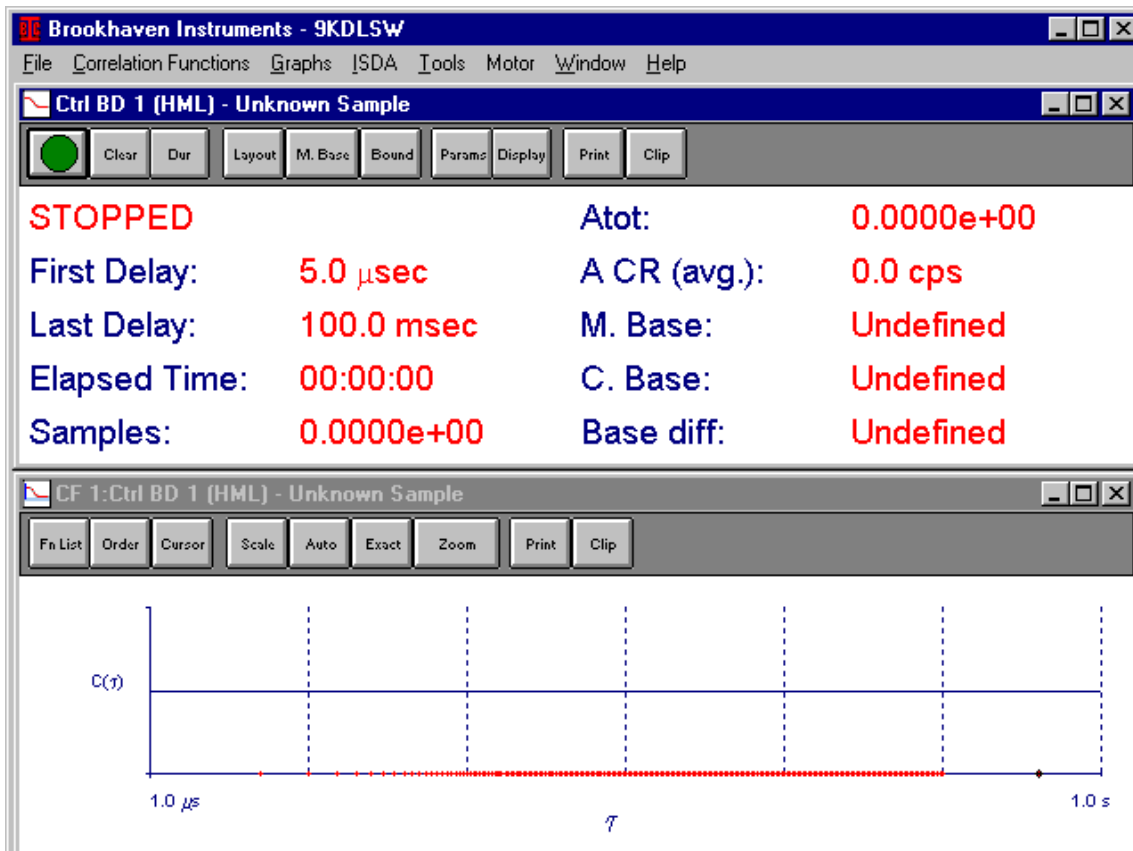 Brookhaven Instruments - 9KDLSW
File Correlation Functions Graphs ISDA Tools Motor Window Help
Ctrl BD 1 (HML) - Unknown Sample
Clear Dur Layout M. Base Bound Params Display Print Clip
STOPPED Atot: 0.0000e+00
First Delay: 5.0 μsec A CR (avg.): 0.0 cps
Last Delay: 100.0 msec M. Base: Undefined
Elapsed Time: 00:00:00 C. Base: Undefined
Samples: 0.0000e+00 Base diff: Undefined
CF 1:Ctrl BD 1 (HML) - Unknown Sample
Fn List Order Cursor Scale Auto Exact Zoom Print Clip
C(τ)
1.0 μs 1.0 s
τ